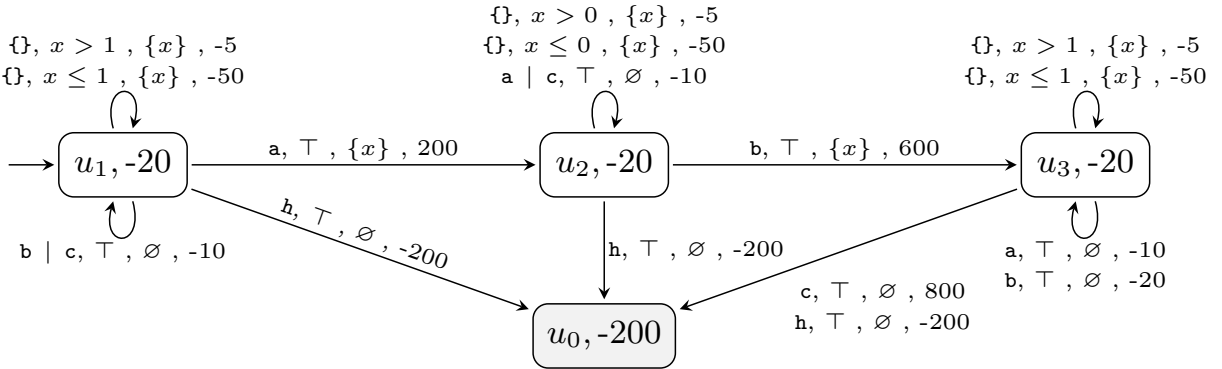 {}, x > 0 , {x} , -5
{}, x ≤ 0 , {x} , -50
a | c, ⊤ , ∅ , -10
{}, x > 1 , {x} , -5
{}, x ≤ 1 , {x} , -50
{}, x > 1 , {x} , -5
{}, x ≤ 1 , {x} , -50
u₁, -20
a, ⊤ , {x} , 200
u₂, -20
b, ⊤ , {x} , 600
u₃, -20
b | c, ⊤ , ∅ , -10
h, ⊤ , ∅ , -200
h, ⊤ , ∅ , -200
a, ⊤ , ∅ , -10
b, ⊤ , ∅ , -20
c, ⊤ , ∅ , 800
h, ⊤ , ∅ , -200
u₀, -200